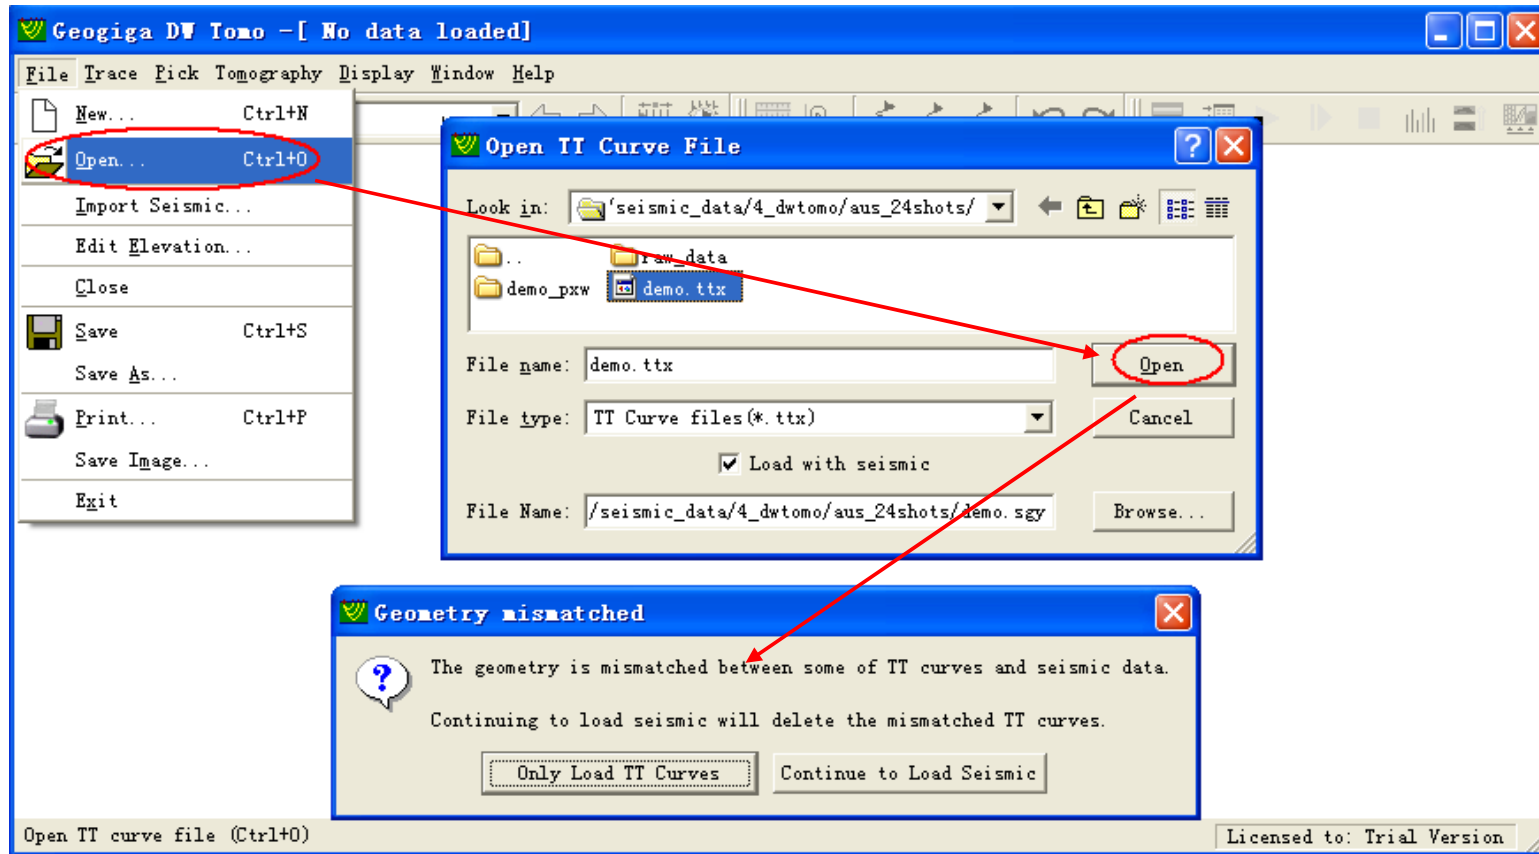 Geogiga DW Tomo -[ No data loaded]
File Trace Pick Tomography Display Window Help
New... Ctrl+N
Open... Ctrl+O
Import Seismic...
Edit Elevation...
Close
Save Ctrl+S
Save As...
Print... Ctrl+P
Save Image...
Exit
Open TT Curve File
Look in: 'seismic_data/4_dwtomo/aus_24shots/
.. raw_data
demo_pxw demo.ttx
File name: demo.ttx Open
File type: TT Curve files(*.ttx) Cancel
Load with seismic
File Name: /seismic_data/4_dwtomo/aus_24shots/demo.sgy Browse...
Geometry mismatched
The geometry is mismatched between some of TT curves and seismic data.
Continuing to load seismic will delete the mismatched TT curves.
Only Load TT Curves Continue to Load Seismic
Open TT curve file (Ctrl+O) Licensed to: Trial Version